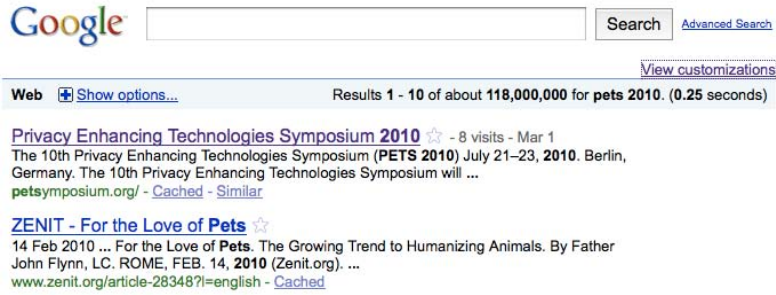 Google Search Advanced Search
View customizations
Web Show options... Results 1 - 10 of about 118,000,000 for pets 2010. (0.25 seconds)
Privacy Enhancing Technologies Symposium 2010 - 8 visits - Mar 1
The 10th Privacy Enhancing Technologies Symposium (PETS 2010) July 21–23, 2010. Berlin,
Germany. The 10th Privacy Enhancing Technologies Symposium will ...
petsymposium.org/ - Cached - Similar
ZENIT - For the Love of Pets
14 Feb 2010 ... For the Love of Pets. The Growing Trend to Humanizing Animals. By Father
John Flynn, LC. ROME, FEB. 14, 2010 (Zenit.org). ...
www.zenit.org/article-28348?l=english - Cached